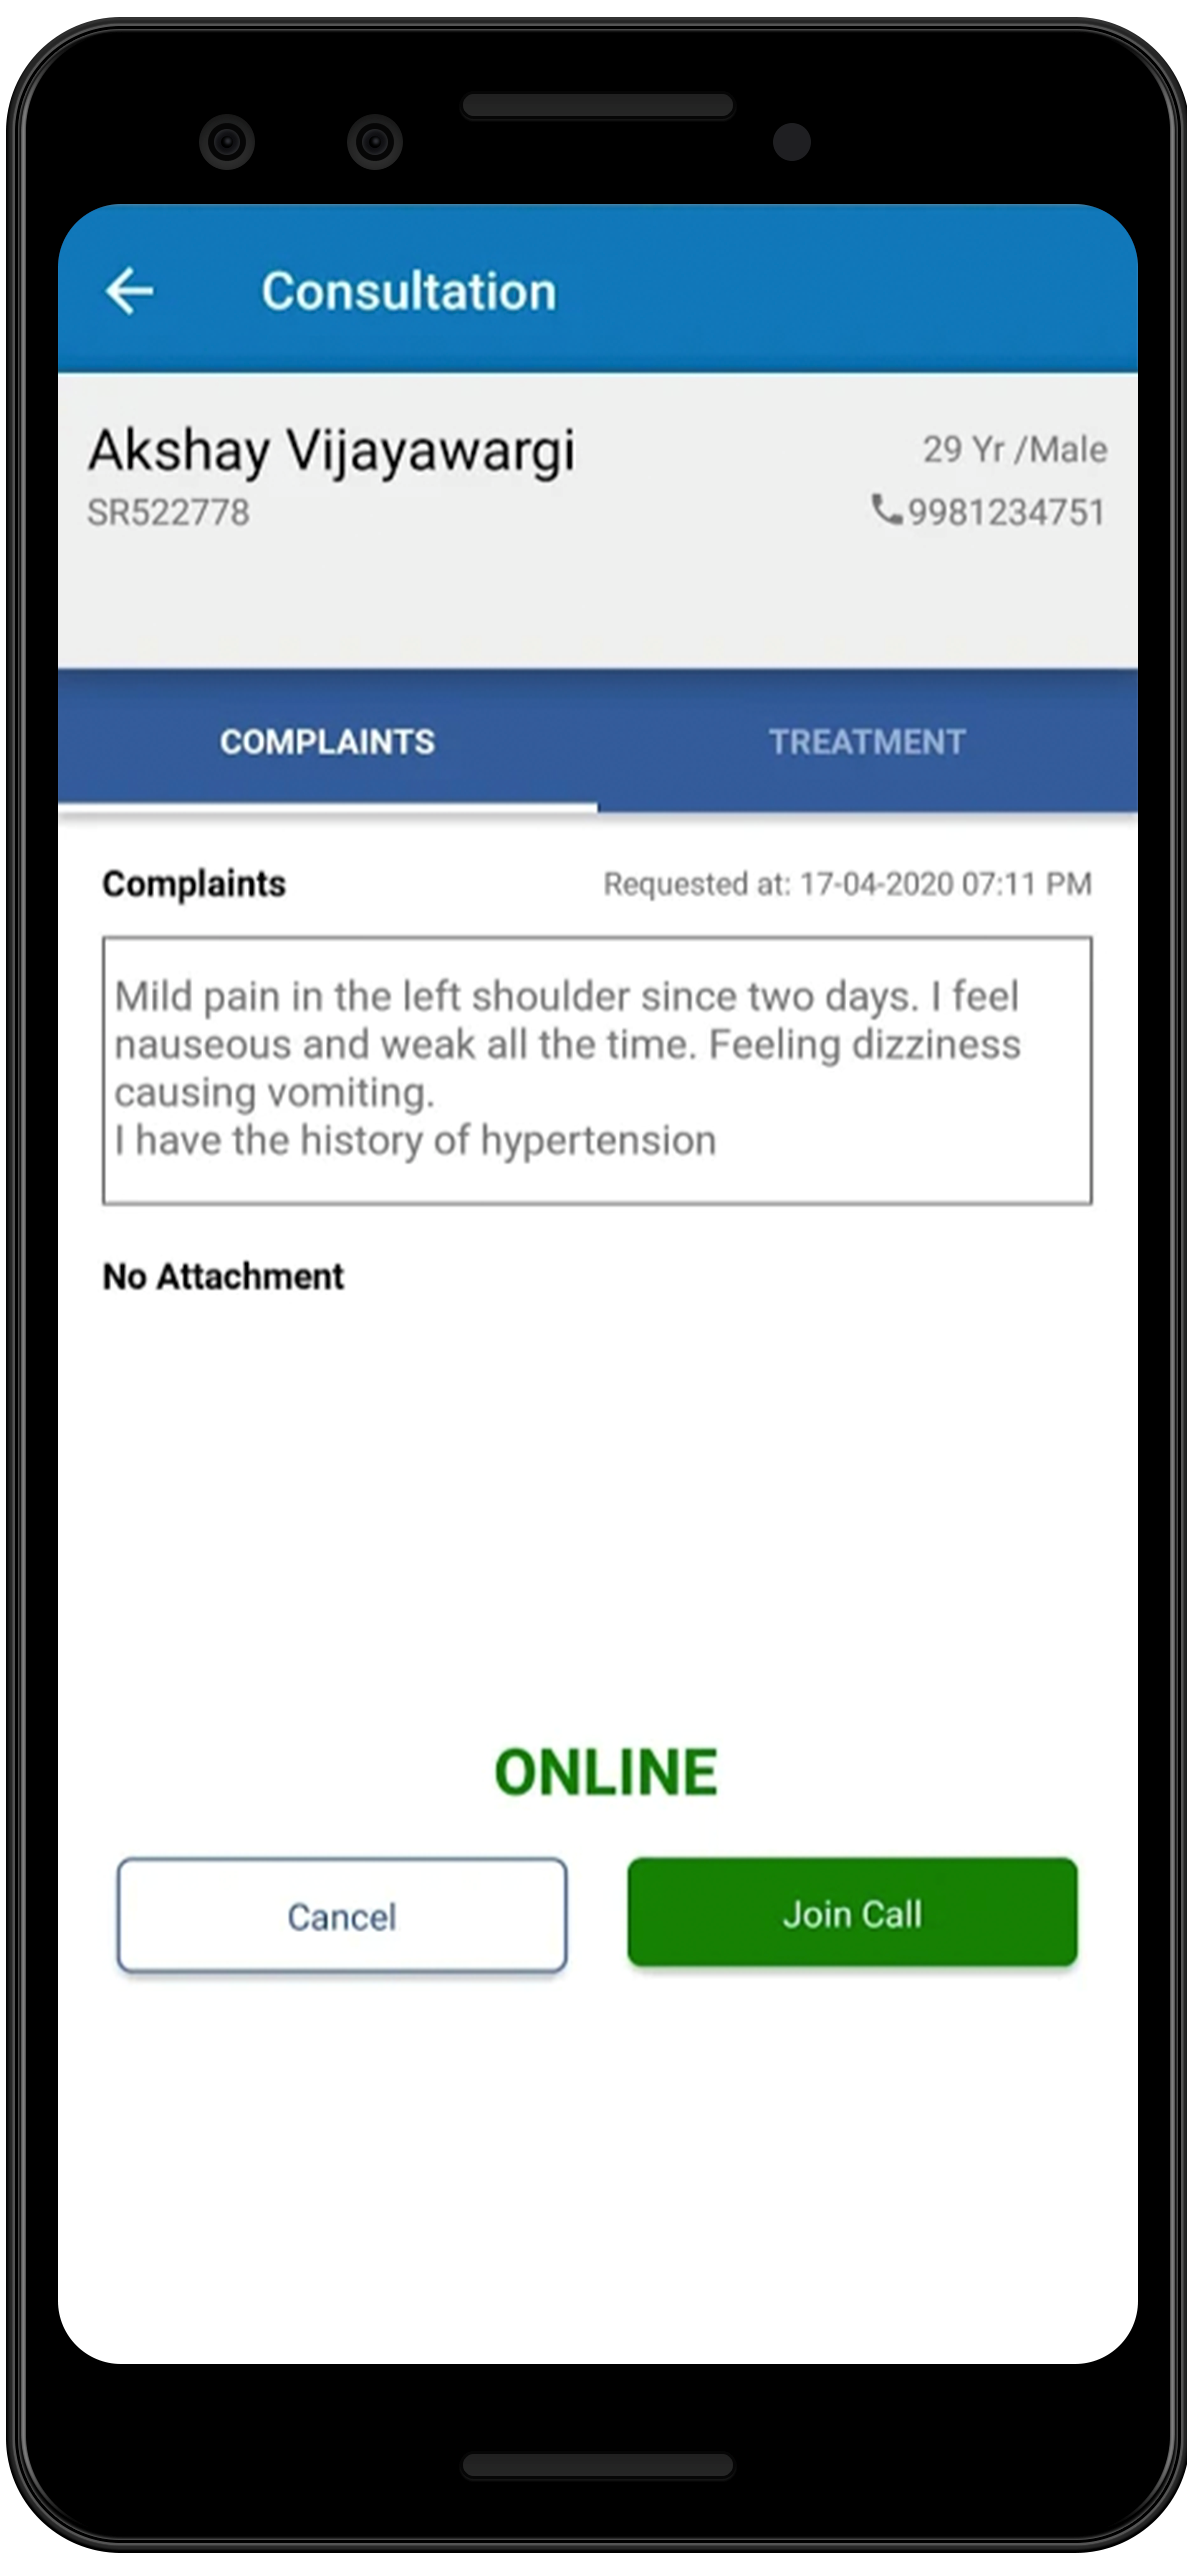 Consultation
Akshay Vijayawargi
29 Yr /Male
SR522778
9981234751
COMPLAINTS
TREATMENT
Complaints
Requested at: 17-04-2020 07:11 PM
Mild pain in the left shoulder since two days. I feel
nauseous and weak all the time. Feeling dizziness
causing vomiting.
I have the history of hypertension
No Attachment
ONLINE
Cancel
Join Call